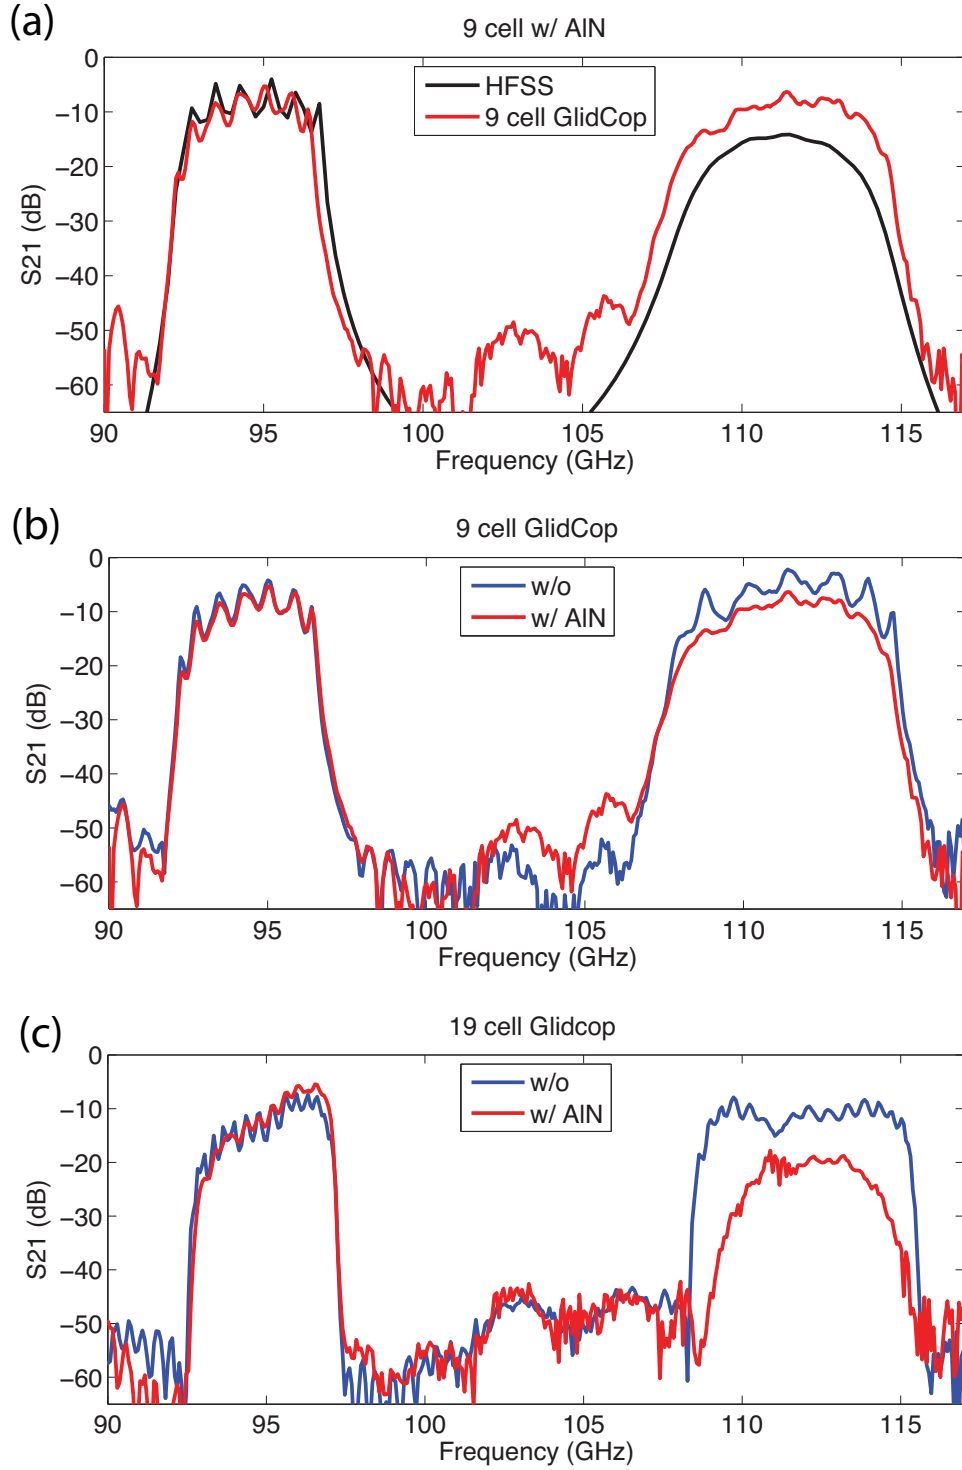 (a)
9 cell w/ AlN
HFSS
9 cell GlidCop
S21 (dB)
0
−10
−20
−30
−40
−50
−60
90
95
100
105
110
115
Frequency (GHz)
(b)
9 cell GlidCop
w/o
w/ AlN
S21 (dB)
0
−10
−20
−30
−40
−50
−60
90
95
100
105
110
115
Frequency (GHz)
(c)
19 cell Glidcop
w/o
w/ AlN
S21 (dB)
0
−10
−20
−30
−40
−50
−60
90
95
100
105
110
115
Frequency (GHz)